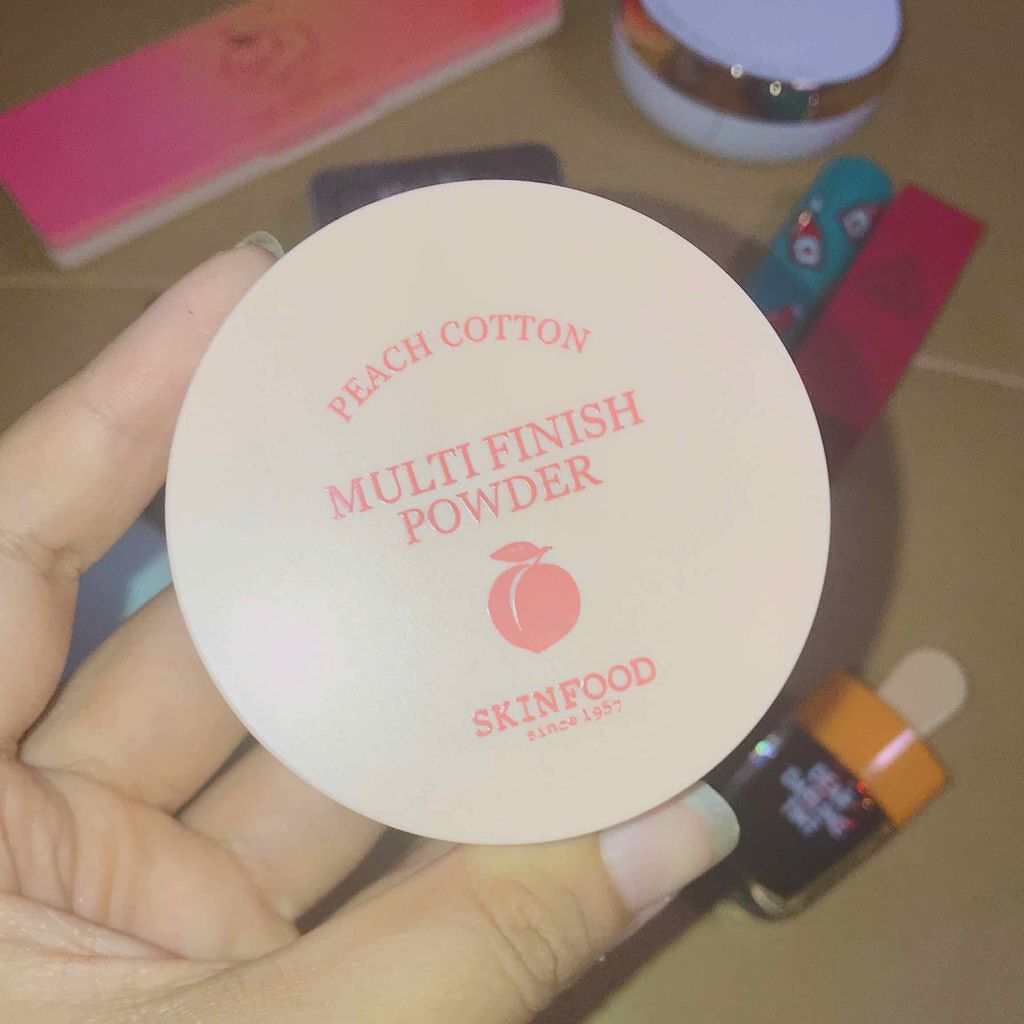 PEACH COTTON
MULTI FINISH
POWDER
SKINFOOD
since 1957